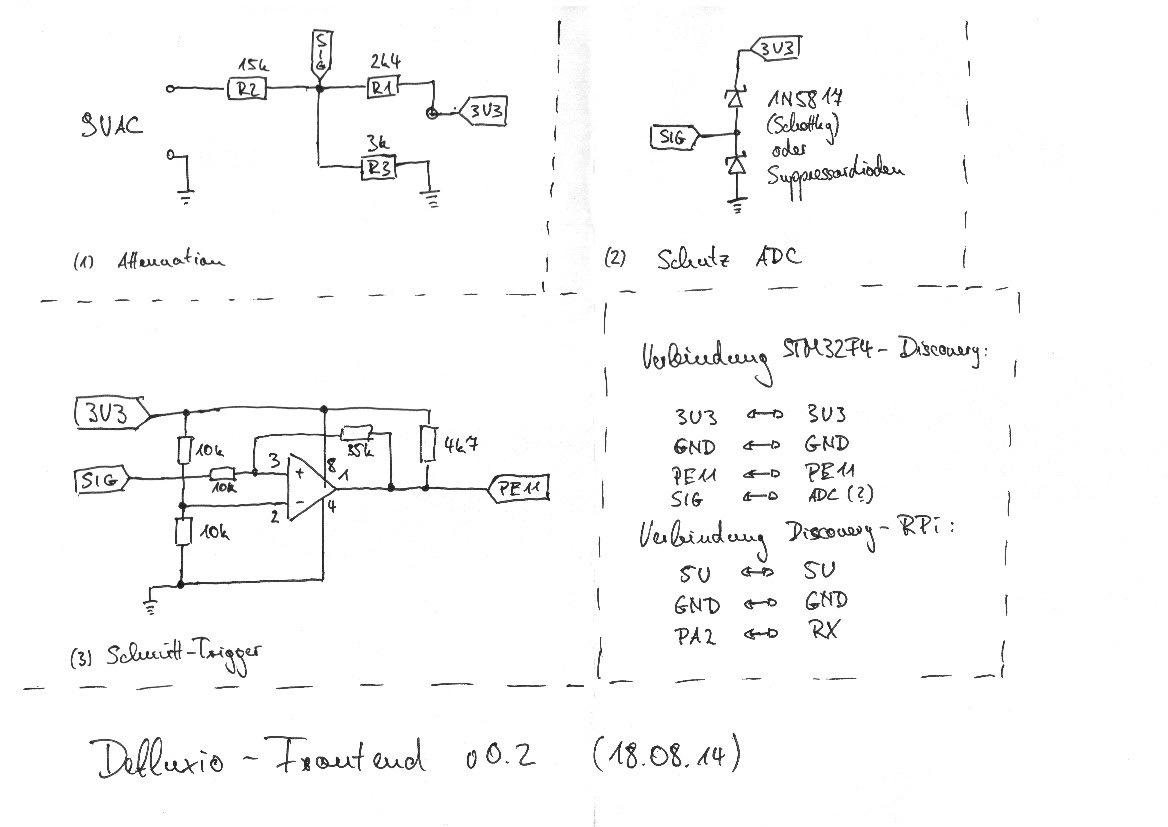 SIG
15k
2k4
R2
R1
3V3
9VAC
3k
R3
(1) Attenuation
3V3
1N5817
(Schottky)
oder
Suppressordioden
SIG
(2) Schutz ADC
3V3
10k
35k
4k7
SIG
10k
3
8
1
+
-
PE11
2
4
10k
(3) Schmitt-Trigger
Verbindung STM32F4 - Discovery:
3V3 ⟷ 3V3
GND ⟷ GND
PE11 ⟷ PE11
SIG ⟷ ADC (?)
Verbindung Discovery - RPi:
5V ⟷ 5V
GND ⟷ GND
PA2 ⟷ RX
Defluxio - Frontend v0.2 (18.08.14)